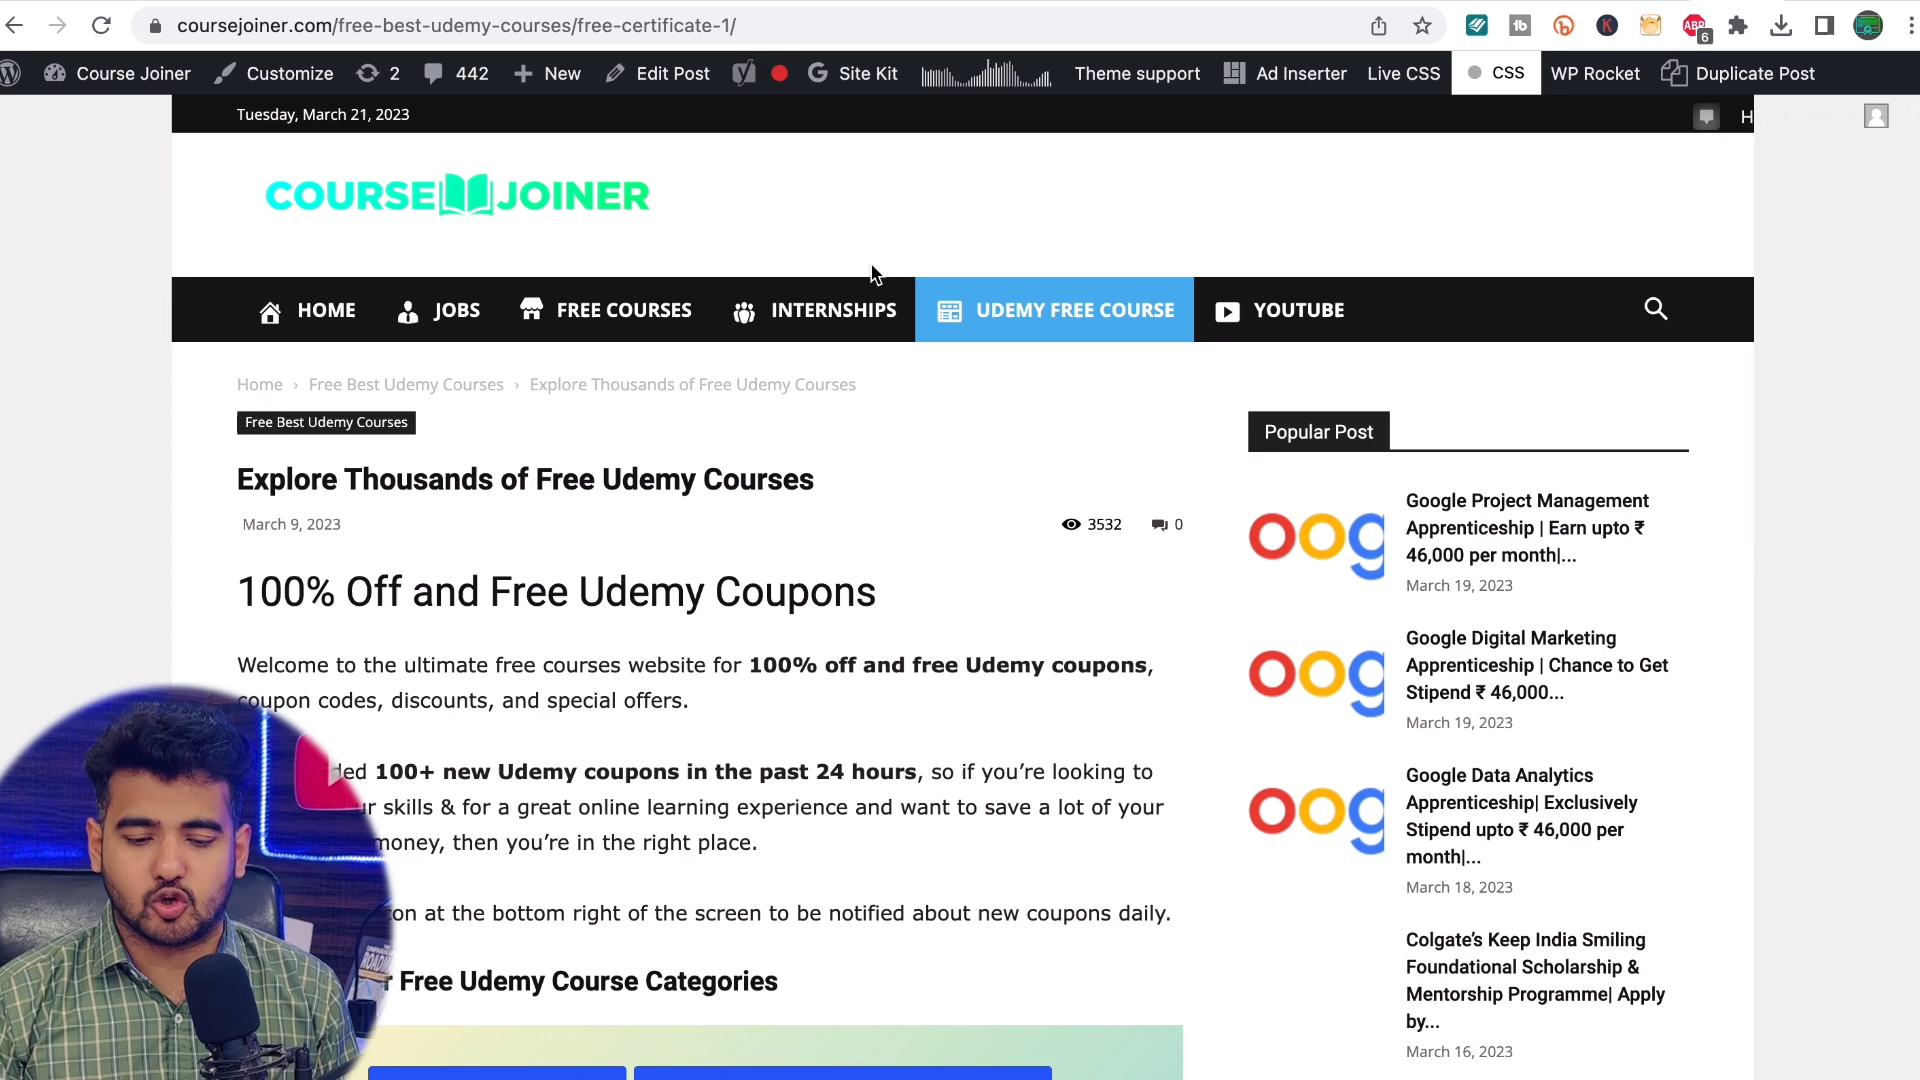 coursejoiner.com/free-best-udemy-courses/free-certificate-1/
ABP
6
Course Joiner
Customize
2
442
New
Edit Post
Site Kit
Theme support
Ad Inserter
Live CSS
CSS
WP Rocket
Duplicate Post
Tuesday, March 21, 2023
H
COURSE JOINER
HOME
JOBS
FREE COURSES
INTERNSHIPS
UDEMY FREE COURSE
YOUTUBE
Home › Free Best Udemy Courses › Explore Thousands of Free Udemy Courses
Free Best Udemy Courses
Explore Thousands of Free Udemy Courses
March 9, 2023
3532
0
100% Off and Free Udemy Coupons
Welcome to the ultimate free courses website for 100% off and free Udemy coupons,
coupon codes, discounts, and special offers.
100+ new Udemy coupons in the past 24 hours, so if you’re looking to
skills & for a great online learning experience and want to save a lot of your
money, then you’re in the right place.
at the bottom right of the screen to be notified about new coupons daily.
Free Udemy Course Categories
Popular Post
Google Project Management
Apprenticeship | Earn upto ₹
46,000 per month|...
March 19, 2023
Google Digital Marketing
Apprenticeship | Chance to Get
Stipend ₹ 46,000...
March 19, 2023
Google Data Analytics
Apprenticeship| Exclusively
Stipend upto ₹ 46,000 per
month|...
March 18, 2023
Colgate’s Keep India Smiling
Foundational Scholarship &
Mentorship Programme| Apply
by...
March 16, 2023